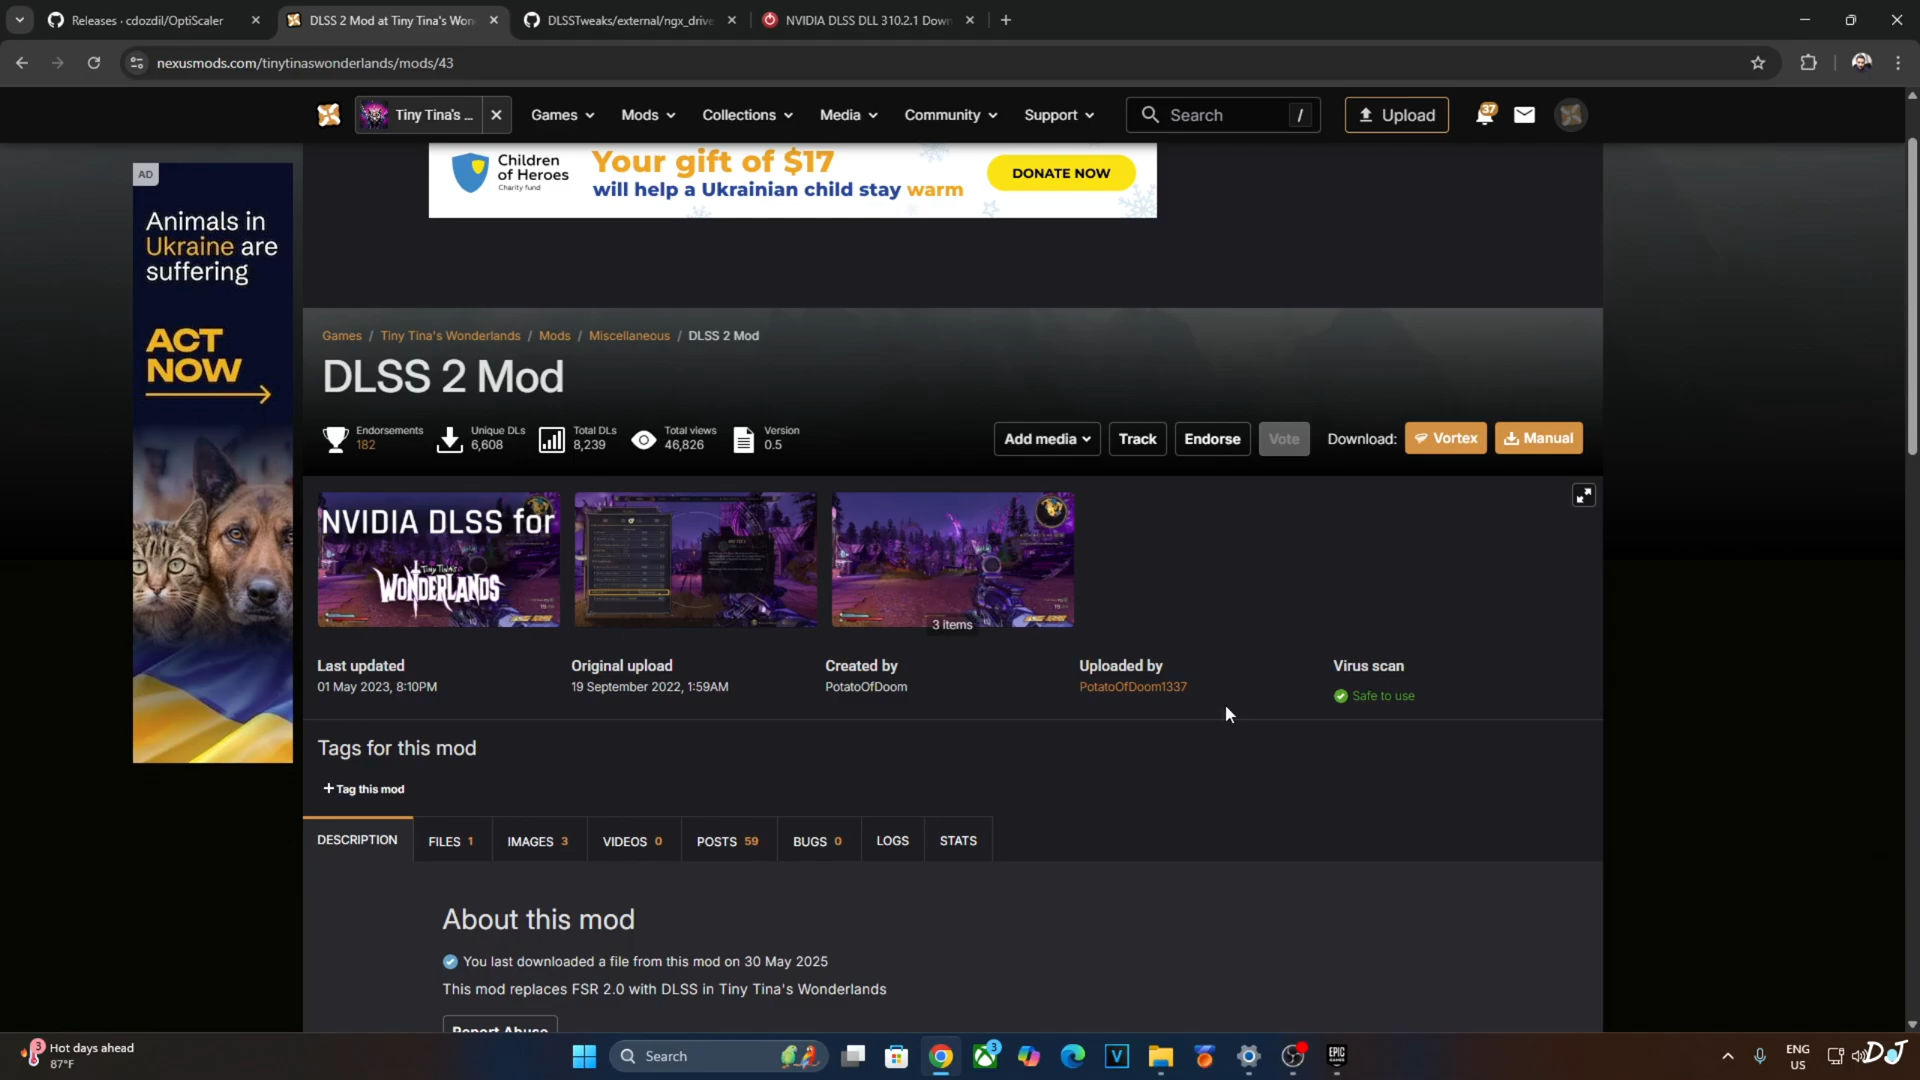 Releases · cdozdil/OptiScaler
DLSS 2 Mod at Tiny Tina's Won
DLSSTweaks/external/ngx_drive
NVIDIA DLSS DLL 310.2.1 Down
nexusmods.com/tinytinaswonderlands/mods/43
Tiny Tina's ...
Games
Mods
Collections
Media
Community
Support
Search
/
Upload
37
AD
Animals in
Ukraine are
suffering
ACT
NOW
Children
of Heroes
Charity fund
Your gift of $17
will help a Ukrainian child stay warm
DONATE NOW
Games / Tiny Tina's Wonderlands / Mods / Miscellaneous / DLSS 2 Mod
DLSS 2 Mod
Endorsements
182
Unique DLs
6,608
Total DLs
8,239
Total views
46,826
Version
0.5
Add media
Track
Endorse
Vote
Download:
Vortex
Manual
NVIDIA DLSS for
TINY TINA'S
WONDERLANDS
3 items
Last updated
01 May 2023, 8:10PM
Original upload
19 September 2022, 1:59AM
Created by
PotatoOfDoom
Uploaded by
PotatoOfDoom1337
Virus scan
Safe to use
Tags for this mod
+ Tag this mod
DESCRIPTION
FILES 1
IMAGES 3
VIDEOS 0
POSTS 59
BUGS 0
LOGS
STATS
About this mod
You last downloaded a file from this mod on 30 May 2025
This mod replaces FSR 2.0 with DLSS in Tiny Tina's Wonderlands
Report Abuse
3
Hot days ahead
87°F
Search
3
V
EPIC
GAMES
ENG
US
DJ